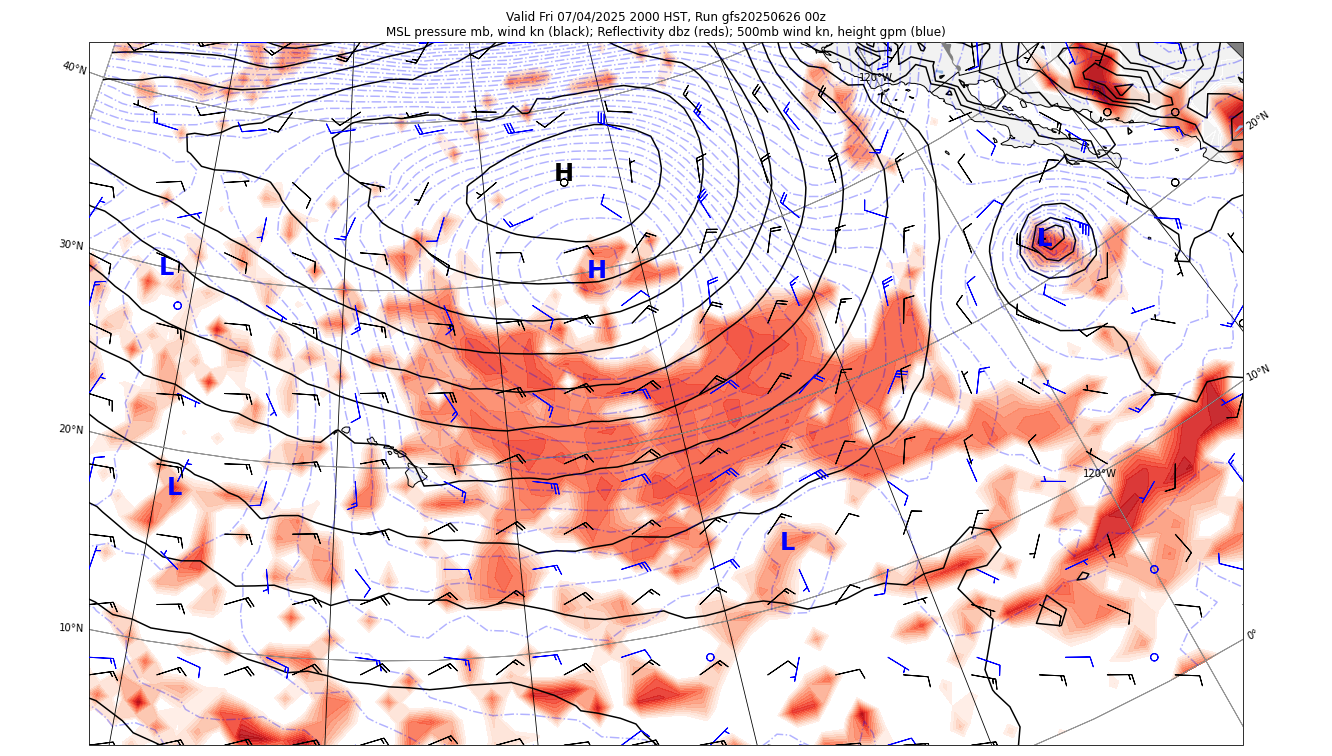 Valid Fri 07/04/2025 2000 HST, Run gfs20250626 00z
MSL pressure mb, wind kn (black); Reflectivity dbz (reds); 500mb wind kn, height gpm (blue)
40°N
120°W
20°N
H
30°N
L
L
H
10°N
20°N
120°W
L
L
10°N
0°